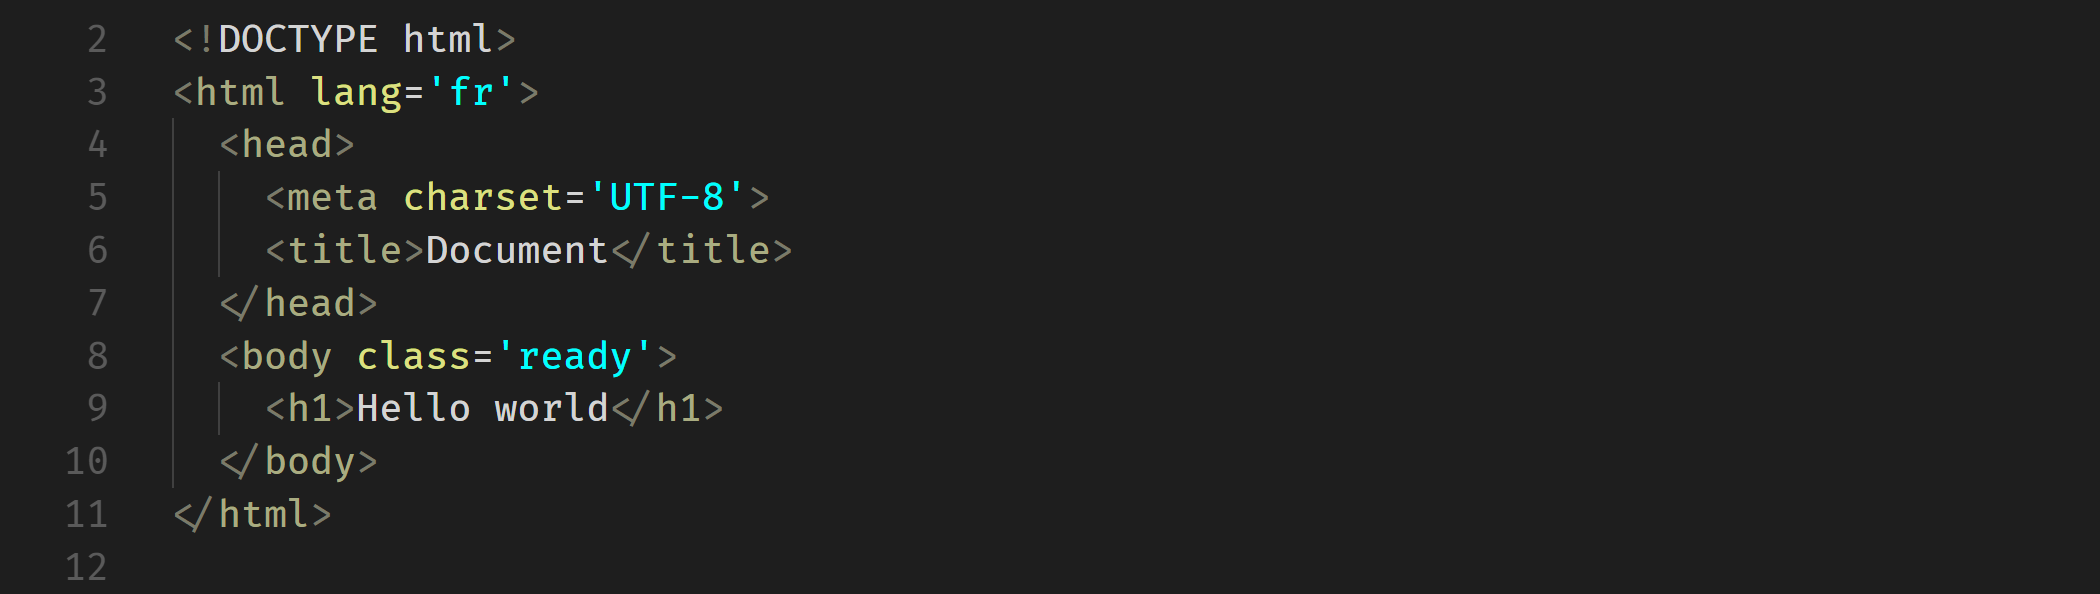 2 <!DOCTYPE html>
3 <html lang='fr'>
4   <head>
5     <meta charset='UTF-8'>
6     <title>Document</title>
7   </head>
8   <body class='ready'>
9     <h1>Hello world</h1>
10   </body>
11 </html>
12